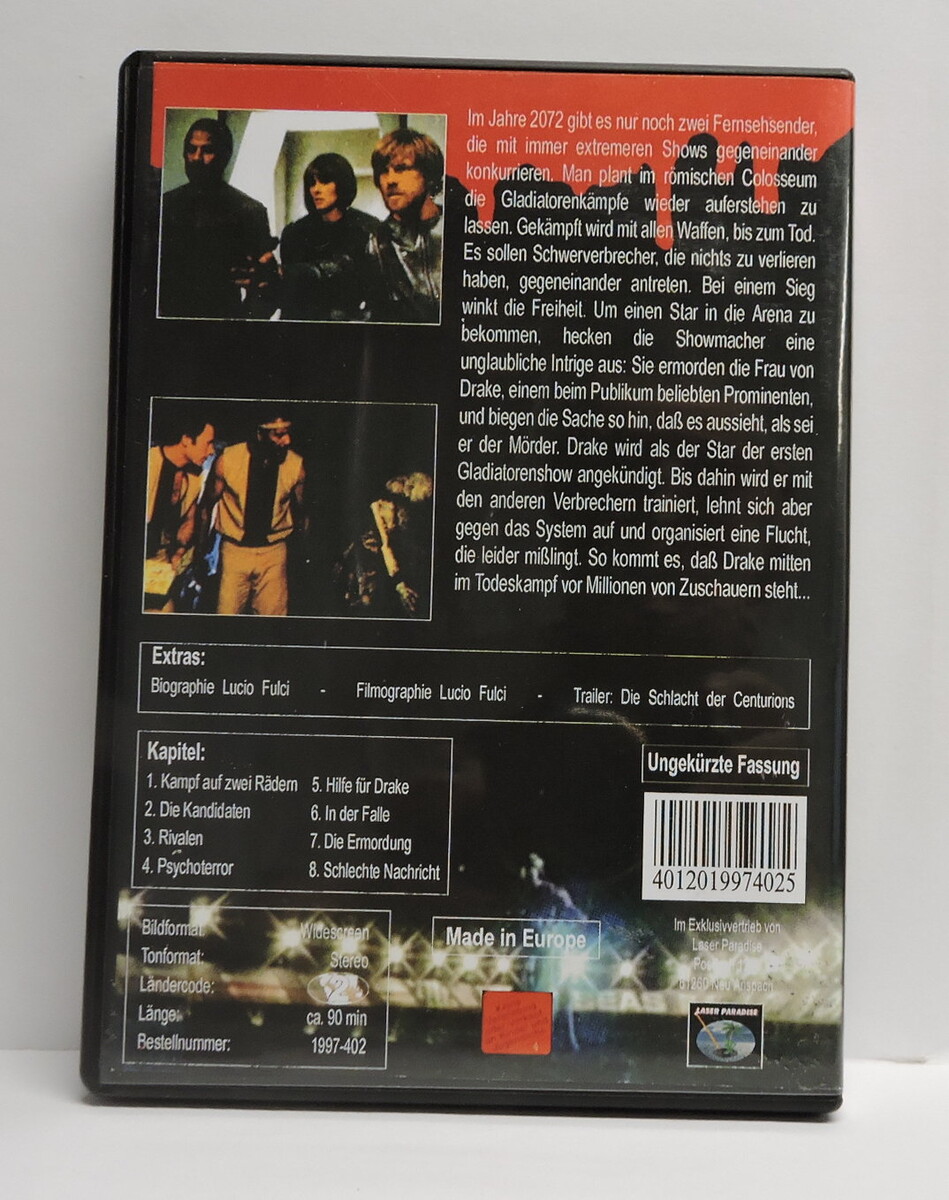 Im Jahre 2072 gibt es nur noch zwei Fernsehsender,
die mit immer extremeren Shows gegeneinander
konkurrieren. Man plant im römischen Colosseum
die Gladiatorenkämpfe wieder auferstehen zu
lassen. Gekämpft wird mit allen Waffen, bis zum Tod.
Es sollen Schwerverbrecher, die nichts zu verlieren
haben, gegeneinander antreten. Bei einem Sieg
winkt die Freiheit. Um einen Star in die Arena zu
bekommen, hecken die Showmacher eine
unglaubliche Intrige aus: Sie ermorden die Frau von
Drake, einem beim Publikum beliebten Prominenten,
und biegen die Sache so hin, daß es aussieht, als sei
er der Mörder. Drake wird als der Star der ersten
Gladiatorenshow angekündigt. Bis dahin wird er mit
den anderen Verbrechern trainiert, lehnt sich aber
gegen das System auf und organisiert eine Flucht,
die leider mißlingt. So kommt es, daß Drake mitten
im Todeskampf vor Millionen von Zuschauern steht...
Extras:
Biographie Lucio Fulci - Filmographie Lucio Fulci - Trailer: Die Schlacht der Centurions
Kapitel:
1. Kampf auf zwei Rädern
2. Die Kandidaten
3. Rivalen
4. Psychoterror
5. Hilfe für Drake
6. In der Falle
7. Die Ermordung
8. Schlechte Nachricht
Ungekürzte Fassung
4012019974025
Bildformat: Widescreen
Tonformat: Stereo
Ländercode: 2
Länge: ca. 90 min
Bestellnummer: 1997-402
Made in Europe
Im Exklusivvertrieb von
Laser Paradise
61260 Neu Anspach
LASER PARADISE